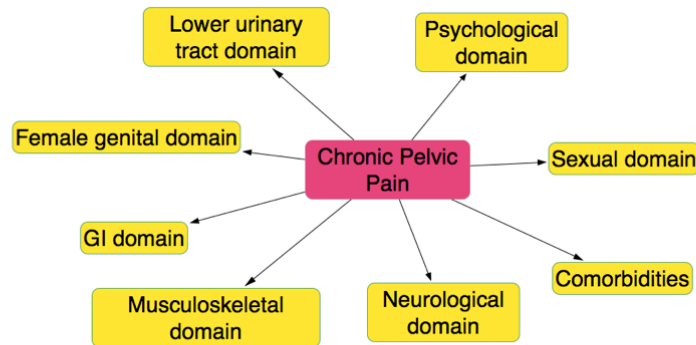 Lower urinary
tract domain
Psychological
domain
Female genital domain
Chronic Pelvic
Pain
Sexual domain
GI domain
Comorbidities
Musculoskeletal
domain
Neurological
domain